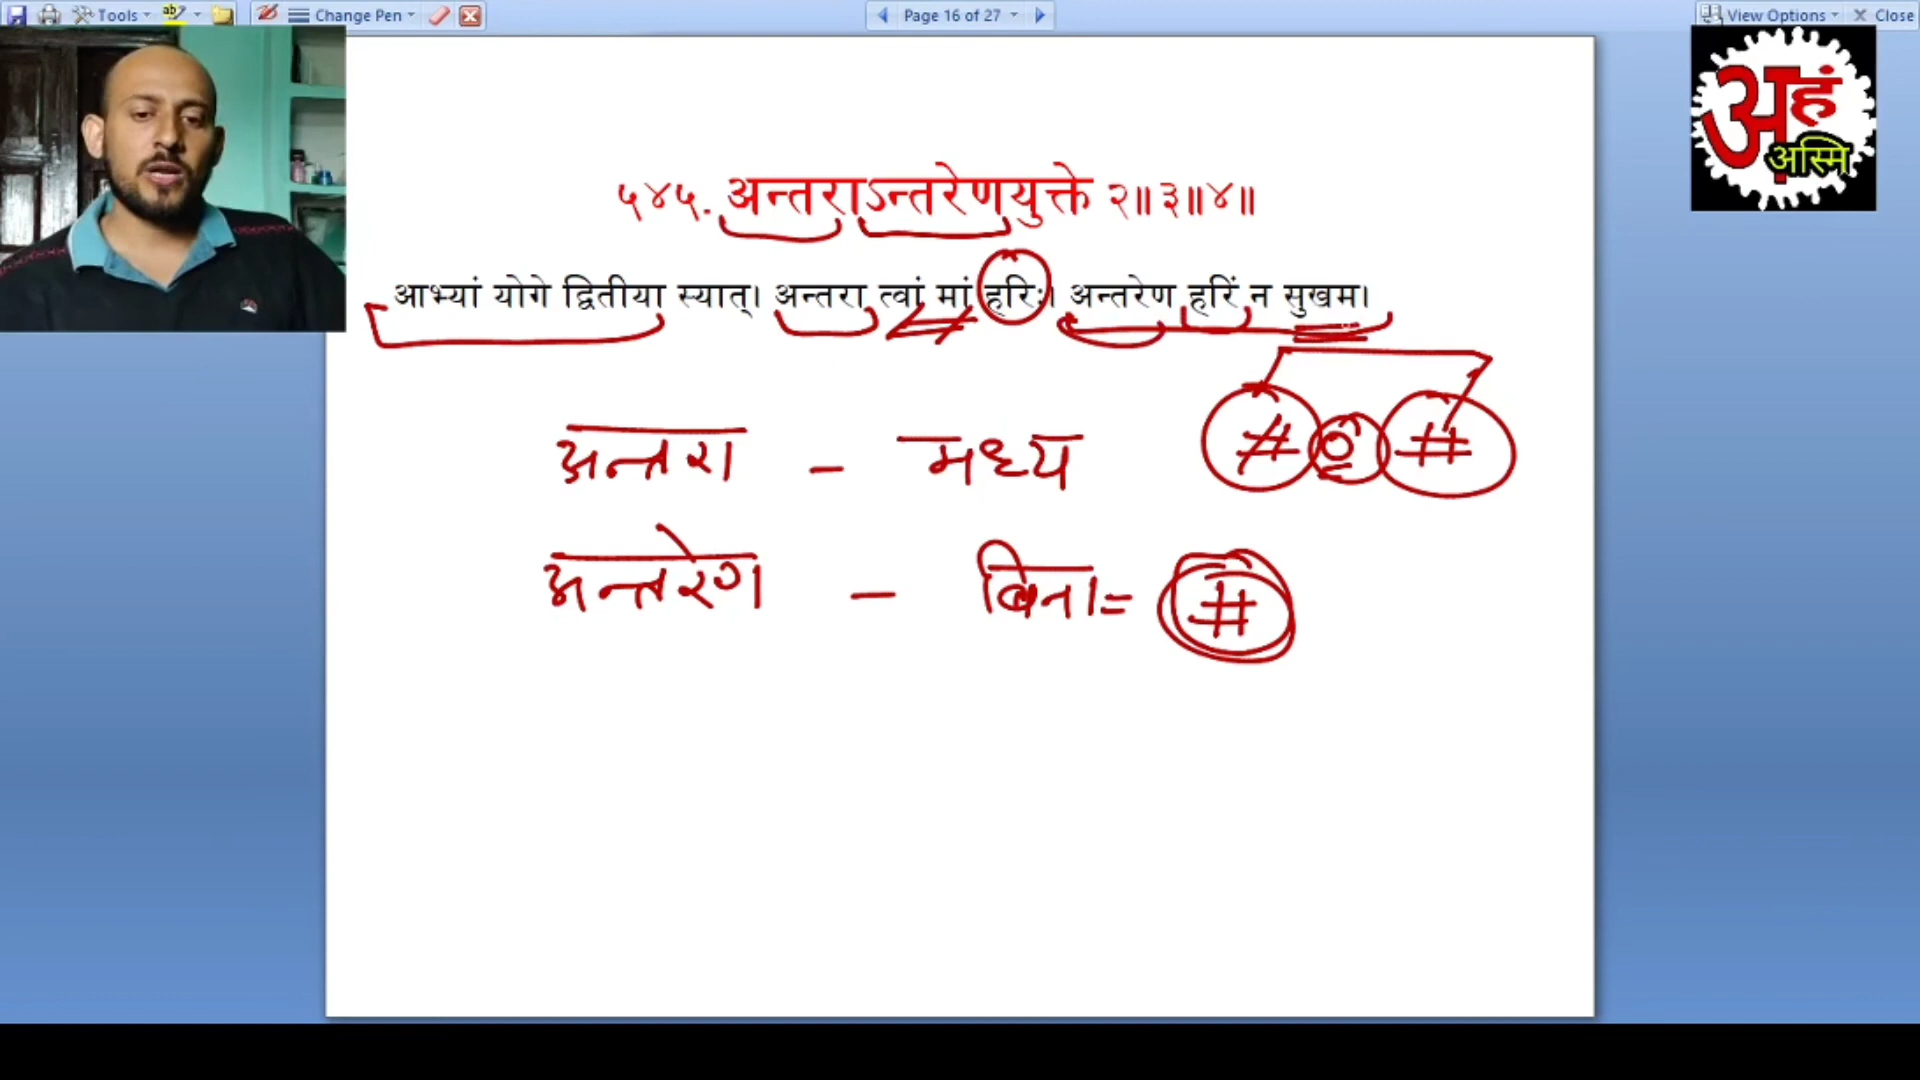 Tools ab Change Pen Page 16 of 27 View Options Close
अहं
अस्मि
५४५. अन्तराऽन्तरेणयुक्ते २॥३॥४॥
आभ्यां योगे द्वितीया स्यात्। अन्तरा त्वां मां हरिः। अन्तरेण हरिं न सुखम।
अन्तरा – मध्य # #
अन्तरेण – बिना = #